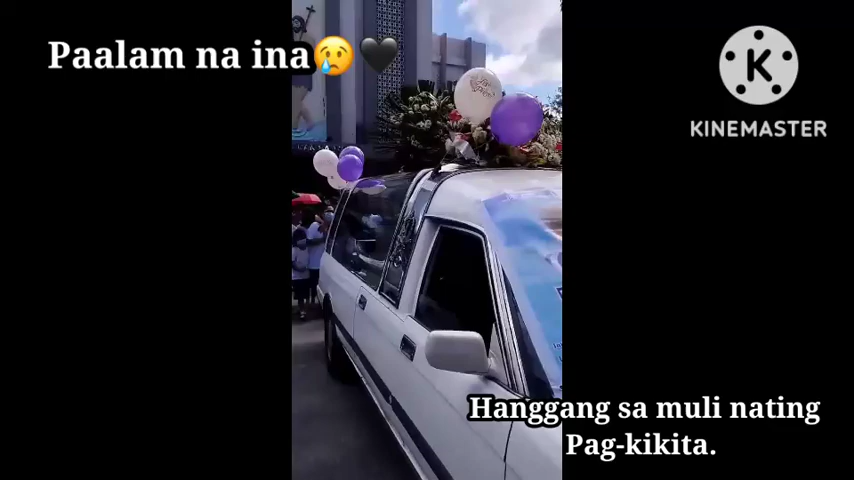 Paalam na ina😢🖤
KINEMASTER
Hanggang sa muli nating
Pag-kikita.